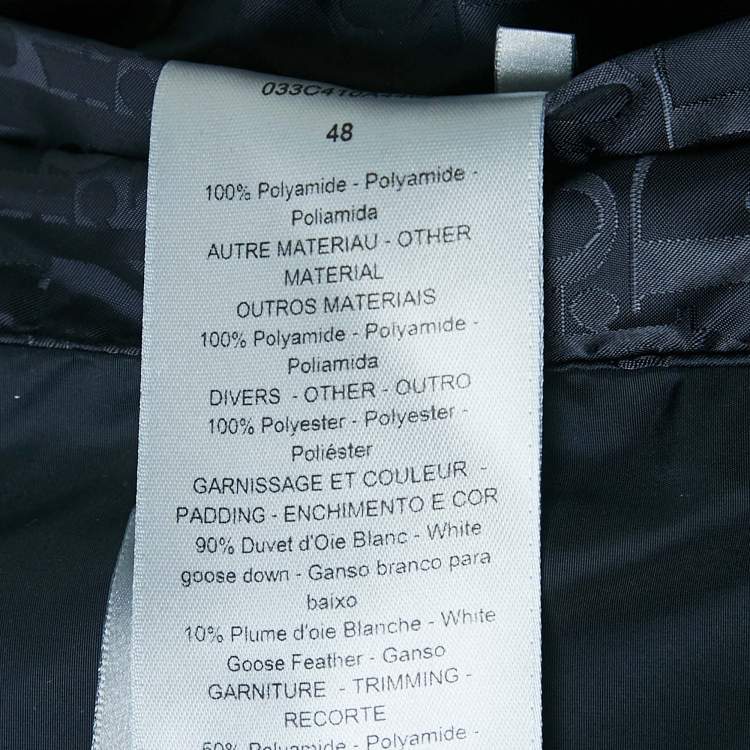 48
100% Polyamide - Polyamide -
Poliamida
AUTRE MATERIAU - OTHER
MATERIAL
OUTROS MATERIAIS
100% Polyamide - Polyamide -
Poliamida
DIVERS - OTHER - OUTRO
100% Polyester - Polyester -
Poliéster
GARNISSAGE ET COULEUR -
PADDING - ENCHIMENTO E COR
90% Duvet d'Oie Blanc - White
goose down - Ganso branco para
baixo
10% Plume d'oie Blanche - White
Goose Feather - Ganso
GARNITURE - TRIMMING -
RECORTE
Polyamide - Polyamide -